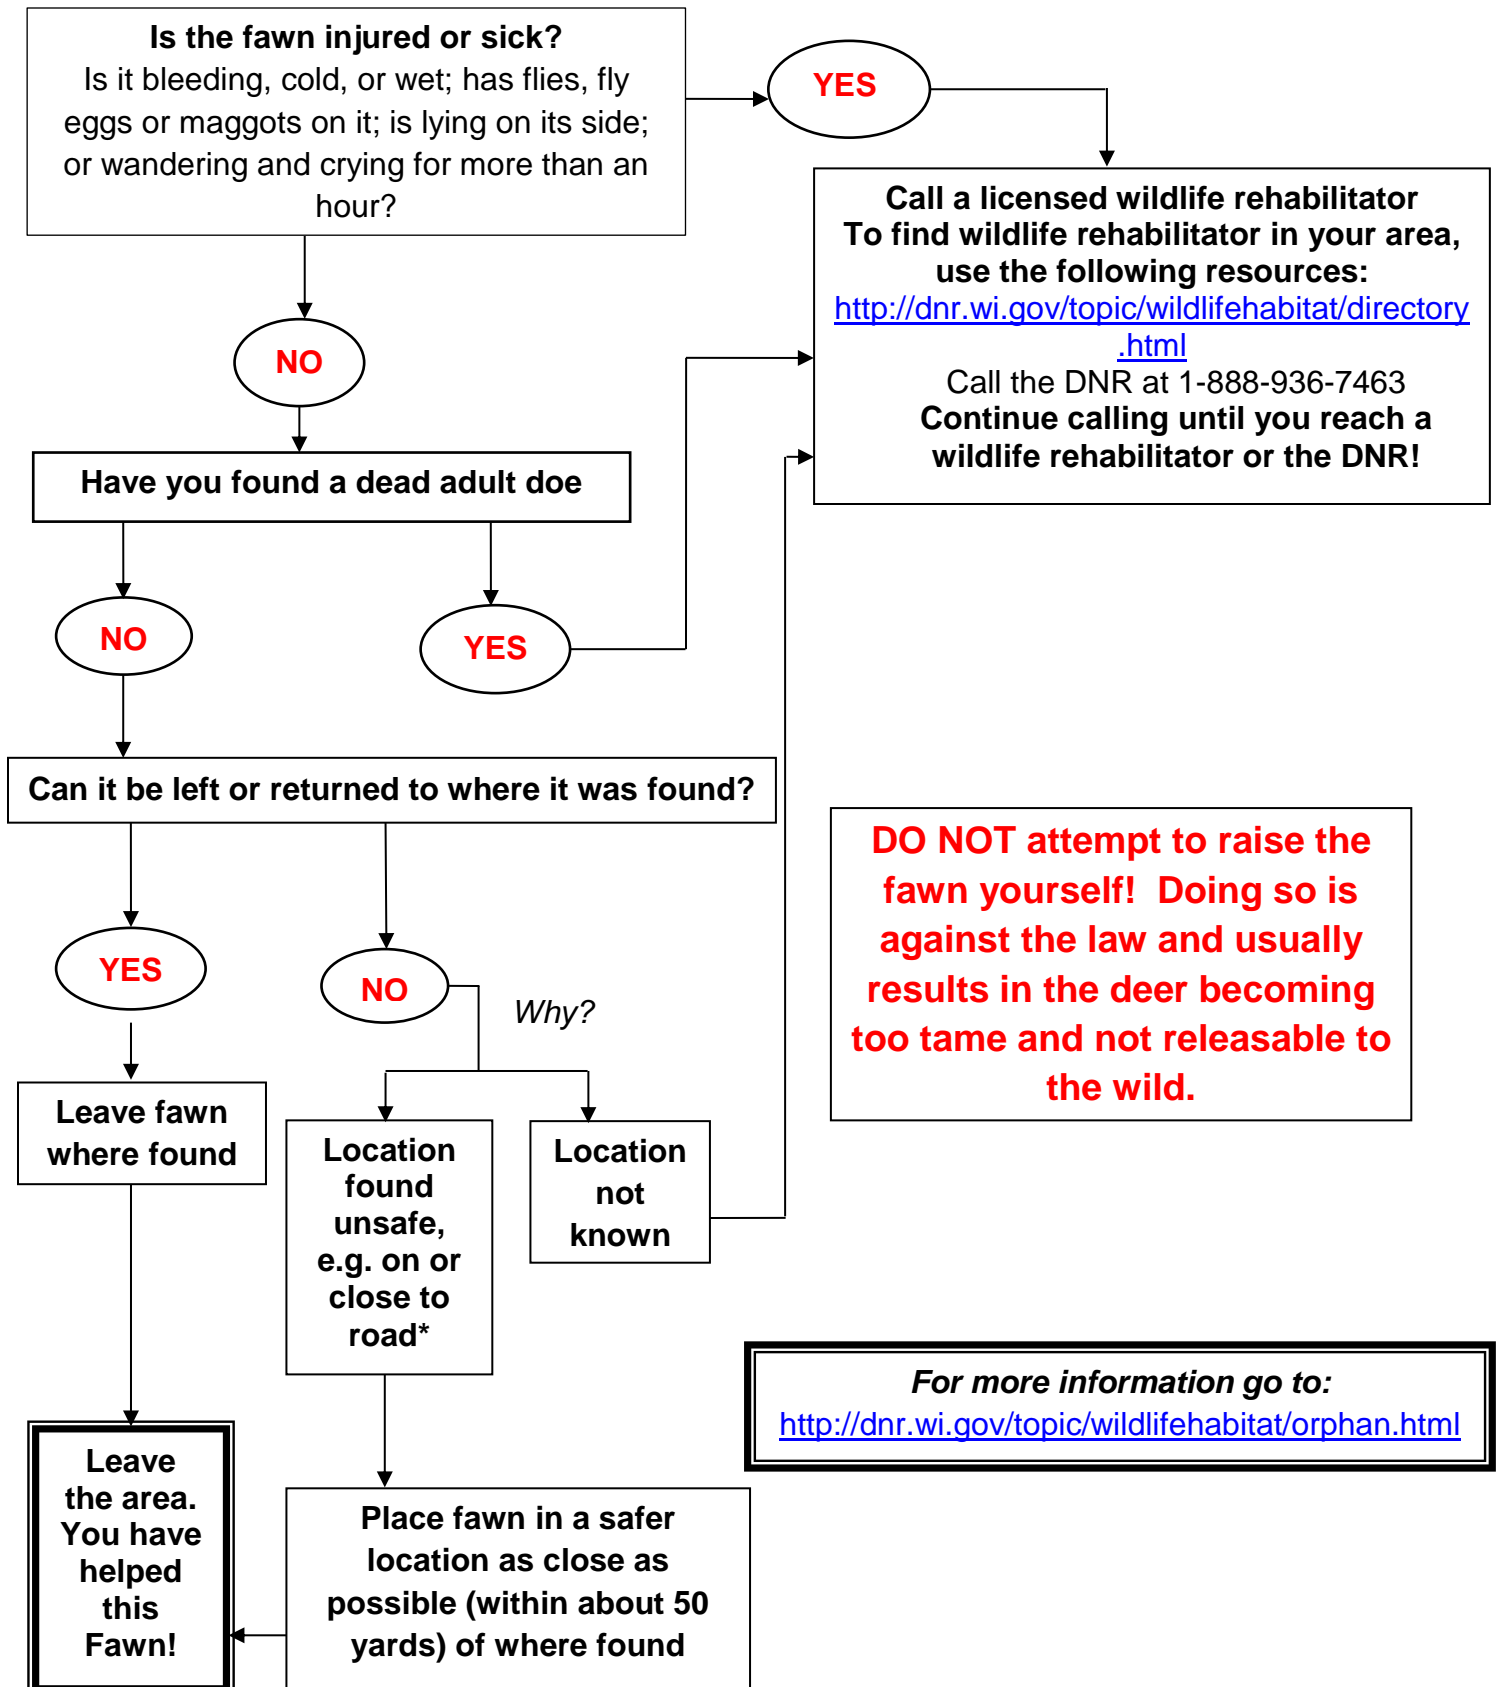 Is the fawn injured or sick?
Is it bleeding, cold, or wet; has flies, fly
eggs or maggots on it; is lying on its side;
or wandering and crying for more than an
hour?
YES
Call a licensed wildlife rehabilitator
To find wildlife rehabilitator in your area,
use the following resources:
http://dnr.wi.gov/topic/wildlifehabitat/directory
.html
Call the DNR at 1-888-936-7463
Continue calling until you reach a
wildlife rehabilitator or the DNR!
NO
Have you found a dead adult doe
NO
YES
Can it be left or returned to where it was found?
YES
NO
Why?
DO NOT attempt to raise the
fawn yourself!  Doing so is
against the law and usually
results in the deer becoming
too tame and not releasable to
the wild.
Leave fawn
where found
Location
found
unsafe,
e.g. on or
close to
road*
Location
not
known
For more information go to:
http://dnr.wi.gov/topic/wildlifehabitat/orphan.html
Leave
the area.
You have
helped
this
Fawn!
Place fawn in a safer
location as close as
possible (within about 50
yards) of where found